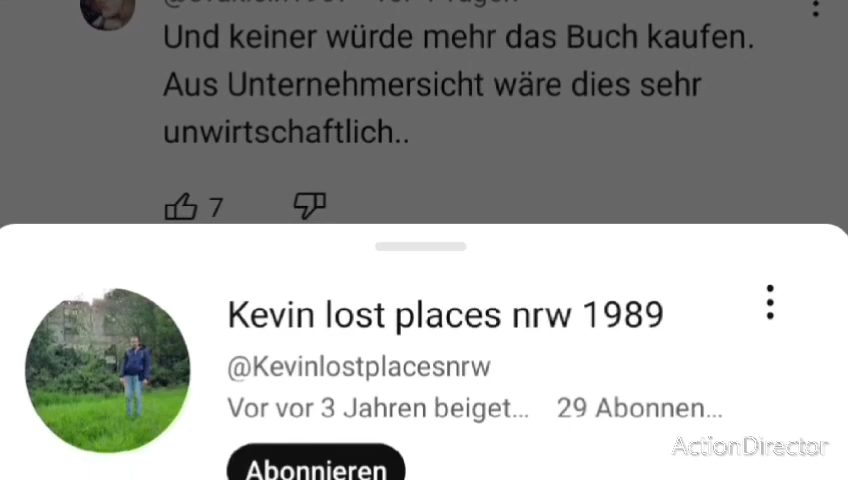 Und keiner würde mehr das Buch kaufen.
Aus Unternehmersicht wäre dies sehr
unwirtschaftlich..
7
Kevin lost places nrw 1989
@Kevinlostplacesnrw
Vor vor 3 Jahren beiget... 29 Abonnen...
ActionDirector
Abonnieren